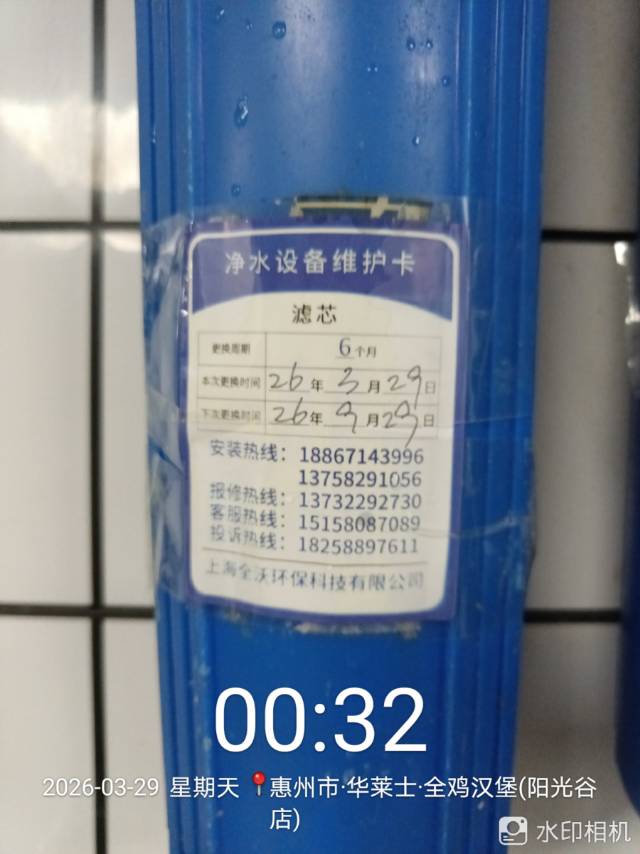 净水设备维护卡
滤芯
更换周期 6个月
本次更换时间 26年3月29日
下次更换时间 26年9月29日
安装热线：18867143996
13758291056
报修热线：13732292730
客服热线：15158087089
投诉热线：18258897611
上海全沃环保科技有限公司
00:32
2026-03-29 星期天 📍惠州市·华莱士·全鸡汉堡(阳光谷
店)
水印相机